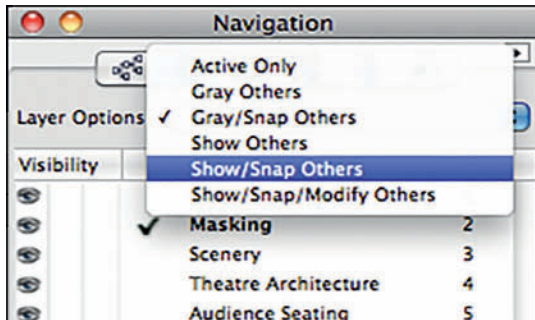 Navigation
Active Only
Gray Others
Layer Options ✓ Gray/Snap Others
Show Others
Visibility Show/Snap Others
Show/Snap/Modify Others
✓ Masking 2
Scenery 3
Theatre Architecture 4
Audience Seating 5